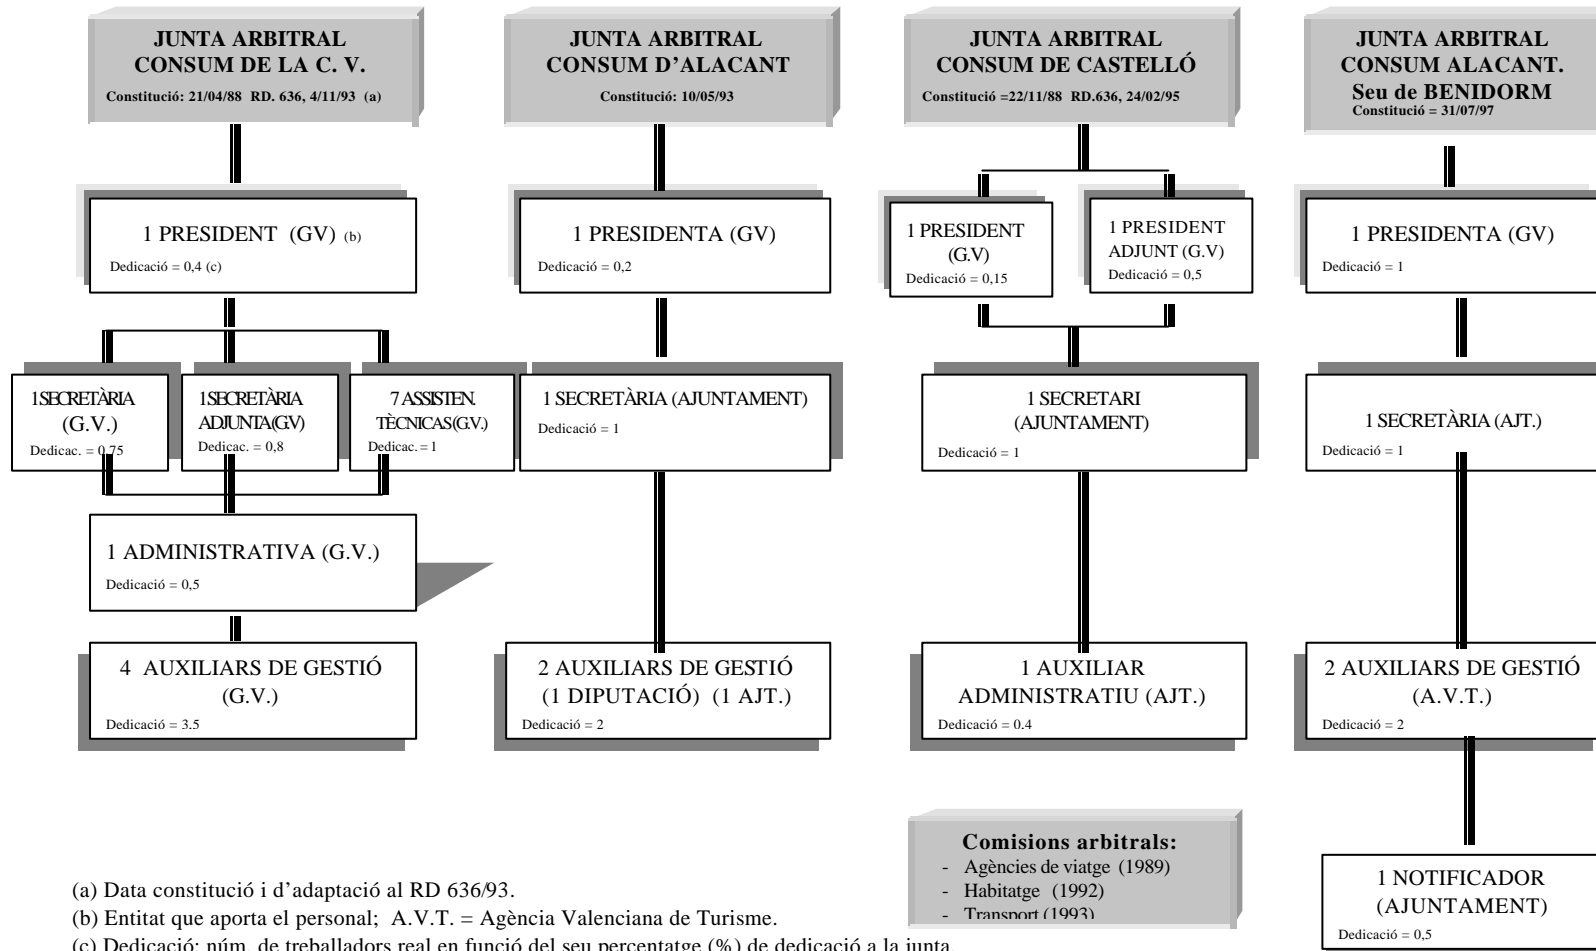 JUNTA ARBITRAL
CONSUM DE LA C. V.
Constitució: 21/04/88 RD. 636, 4/11/93 (a)
1 PRESIDENT (GV) (b)
Dedicació = 0,4 (c)
1 SECRETÀRIA
(G.V.)
Dedicac. = 0,75
1 SECRETÀRIA
ADJUNTA (GV)
Dedicac. = 0,8
7 ASSISTEN.
TÈCNICAS (G.V.)
Dedicac. = 1
1 ADMINISTRATIVA (G.V.)
Dedicació = 0,5
4 AUXILIARS DE GESTIÓ
(G.V.)
Dedicació = 3.5
JUNTA ARBITRAL
CONSUM D’ALACANT
Constitució: 10/05/93
1 PRESIDENTA (GV)
Dedicació = 0,2
1 SECRETÀRIA (AJUNTAMENT)
Dedicació = 1
2 AUXILIARS DE GESTIÓ
(1 DIPUTACIÓ) (1 AJT.)
Dedicació = 2
JUNTA ARBITRAL
CONSUM DE CASTELLÓ
Constitució =22/11/88 RD.636, 24/02/95
1 PRESIDENT
(G.V)
Dedicació = 0,15
1 PRESIDENT
ADJUNT (G.V)
Dedicació = 0,5
1 SECRETARI
(AJUNTAMENT)
Dedicació = 1
1 AUXILIAR
ADMINISTRATIU (AJT.)
Dedicació = 0.4
JUNTA ARBITRAL
CONSUM ALACANT.
Seu de BENIDORM
Constitució = 31/07/97
1 PRESIDENTA (GV)
Dedicació = 1
1 SECRETÀRIA (AJT.)
Dedicació = 1
2 AUXILIARS DE GESTIÓ
(A.V.T.)
Dedicació = 2
1 NOTIFICADOR
(AJUNTAMENT)
Dedicació = 0,5
Comisions arbitrals:
- Agències de viatge (1989)
- Habitatge (1992)
- Transport (1993)
(a) Data constitució i d’adaptació al RD 636/93.
(b) Entitat que aporta el personal; A.V.T. = Agència Valenciana de Turisme.
(c) Dedicació: núm. de treballadors real en funció del seu percentatge (%) de dedicació a la junta.